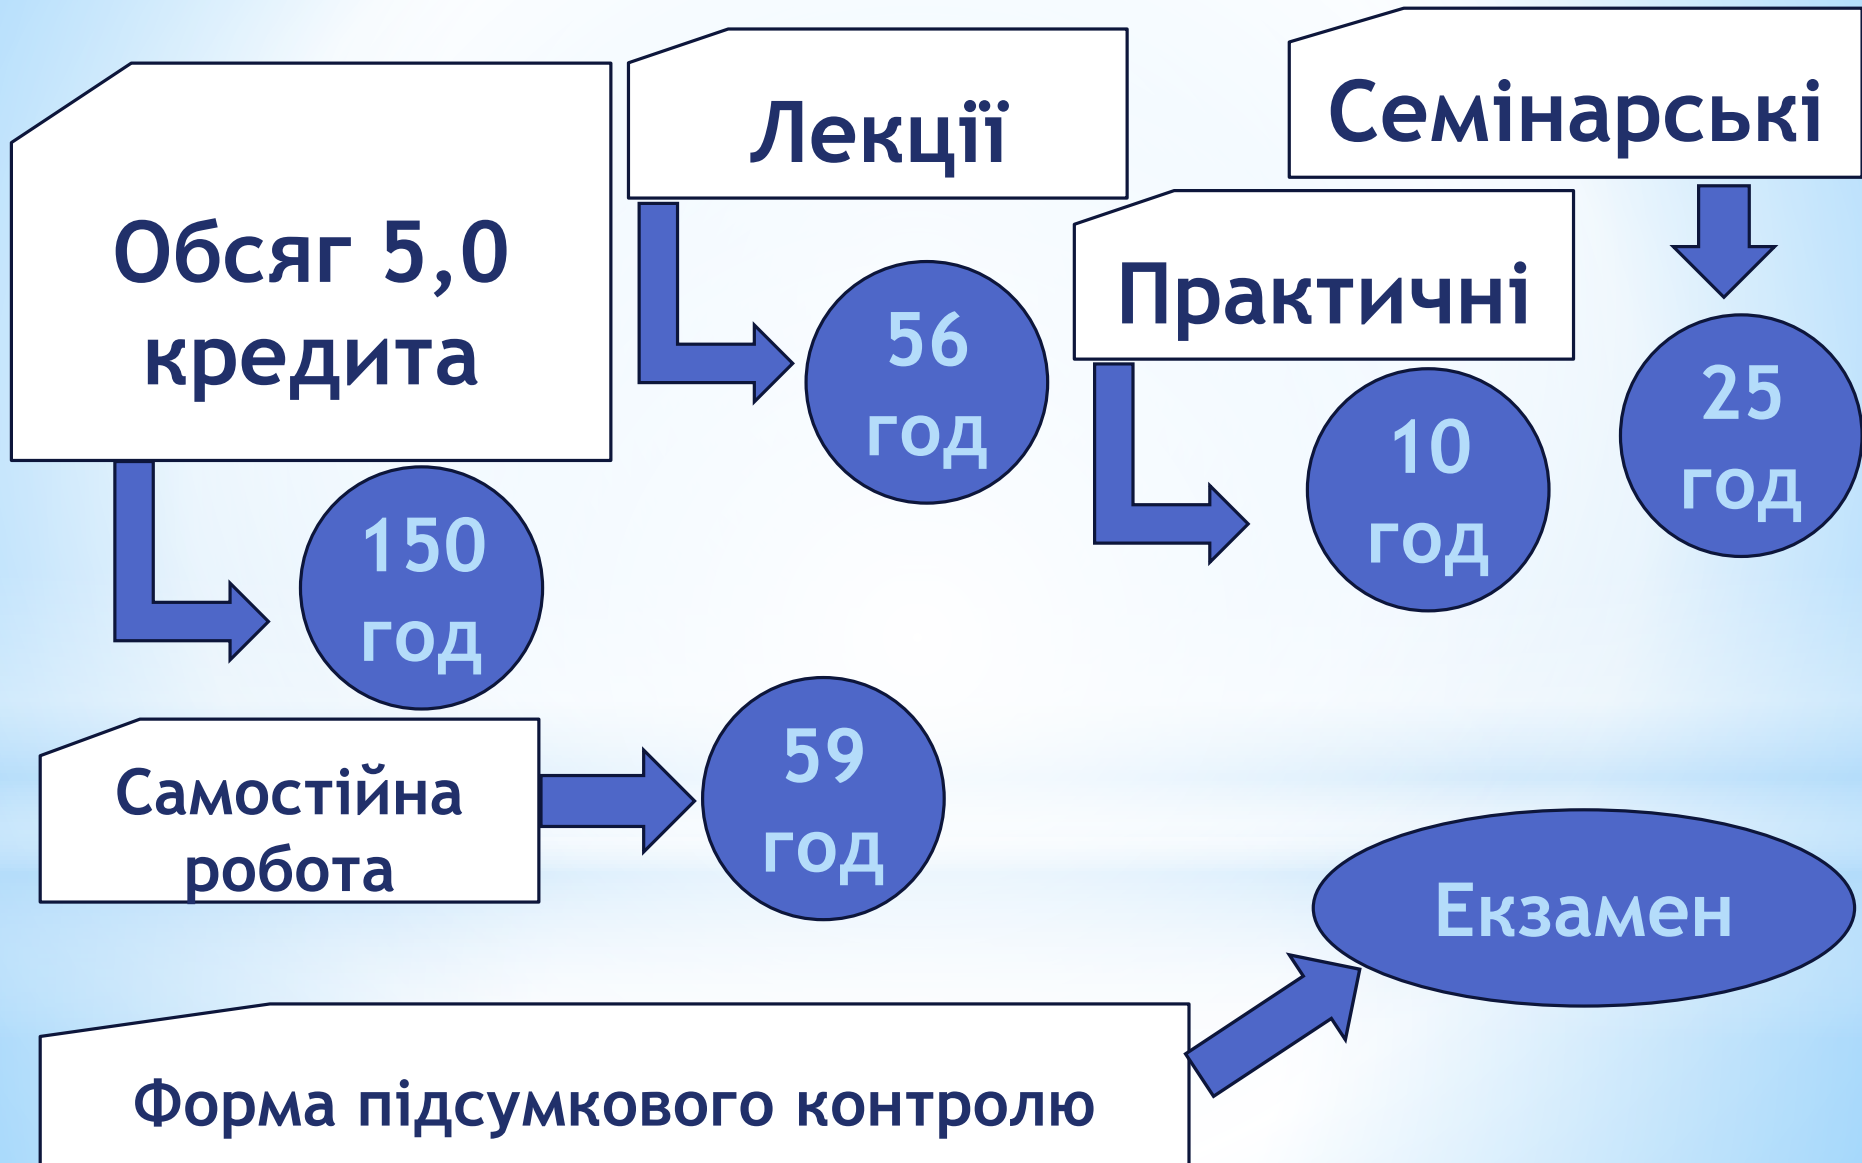 Обсяг 5,0
кредита
150
год
Лекції
56
год
Практичні
10
год
Семінарські
25
год
Самостійна
робота
59
год
Форма підсумкового контролю
Екзамен